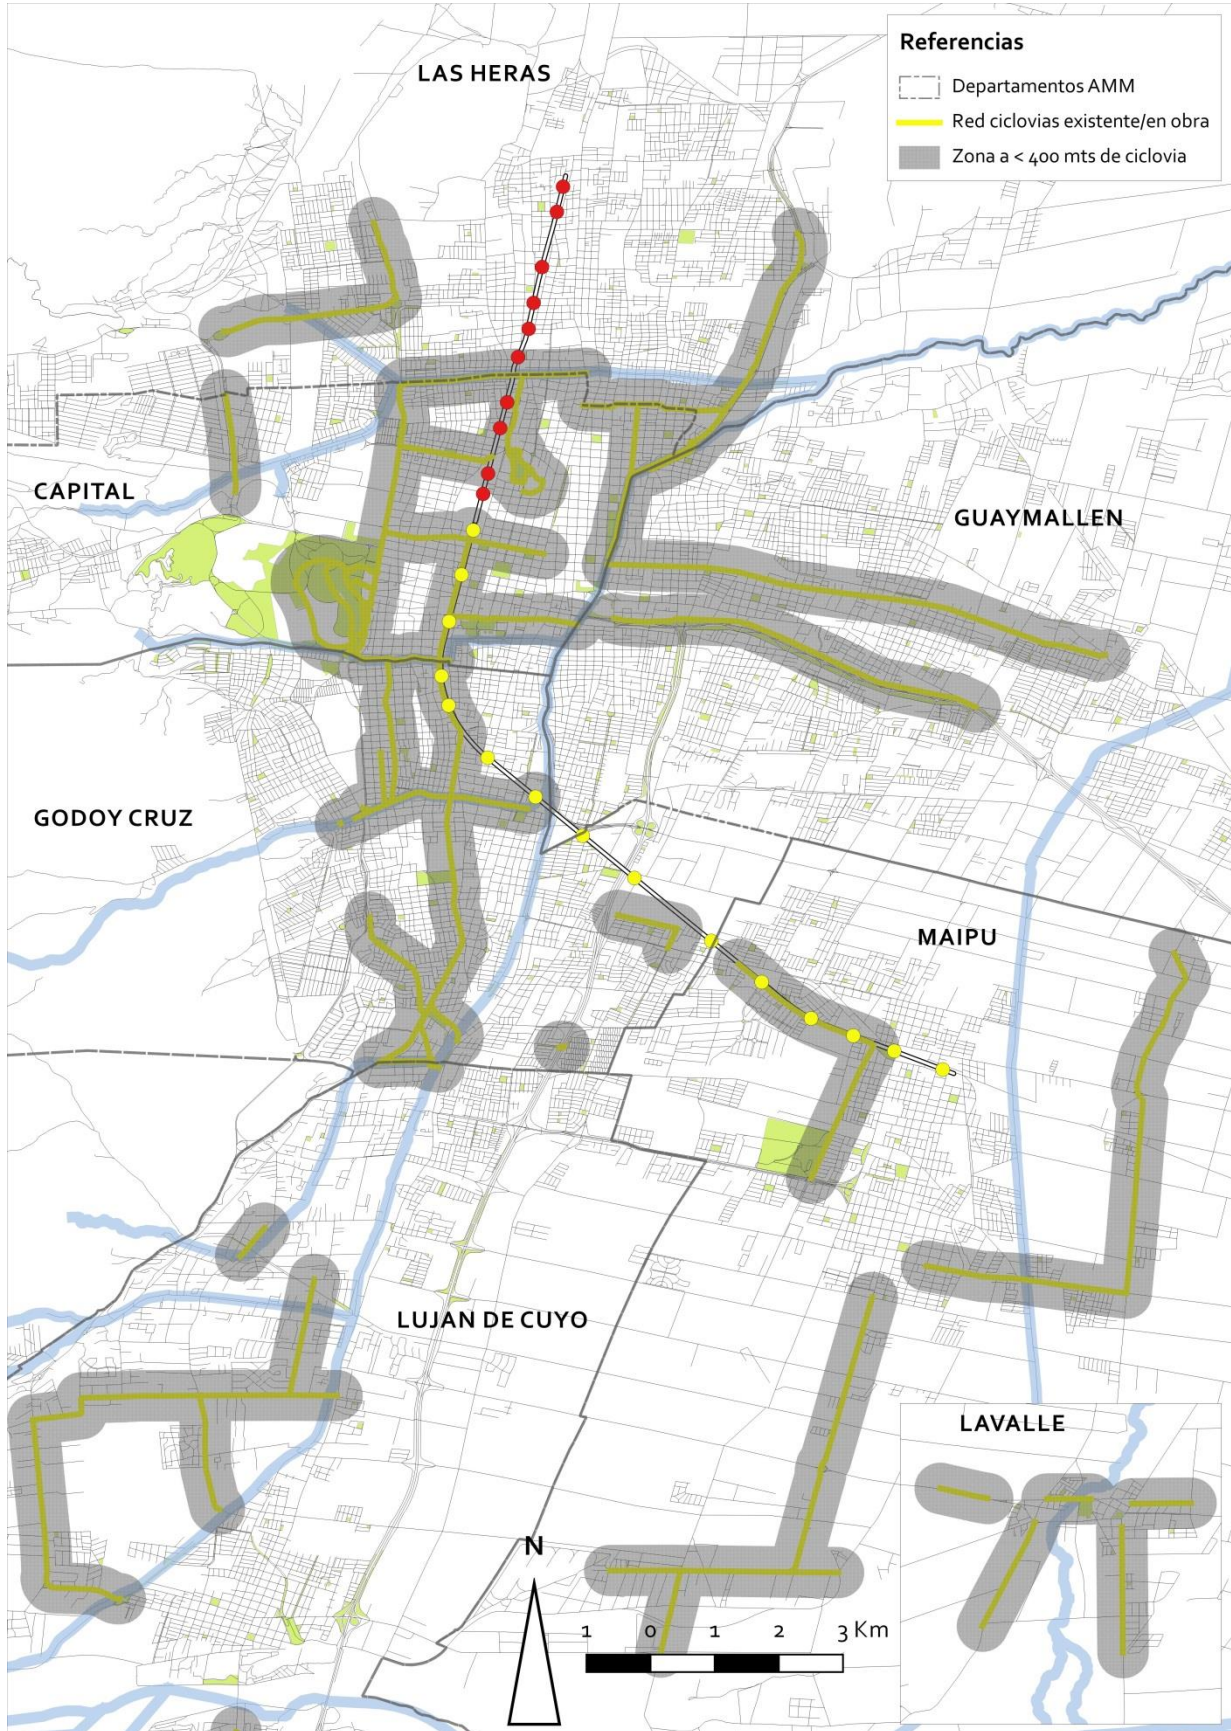 Referencias
Departamentos AMM
Red ciclovias existente/en obra
Zona a < 400 mts de ciclovia
LAS HERAS
CAPITAL
GUAYMALLEN
GODOY CRUZ
MAIPU
LUJAN DE CUYO
LAVALLE
N
1 0 1 2 3 Km